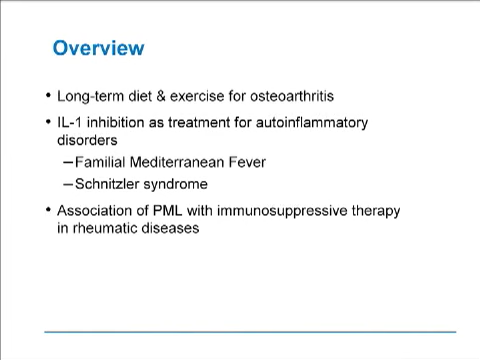 Overview
• Long-term diet & exercise for osteoarthritis
• IL-1 inhibition as treatment for autoinflammatory
disorders
–Familial Mediterranean Fever
–Schnitzler syndrome
• Association of PML with immunosuppressive therapy
in rheumatic diseases